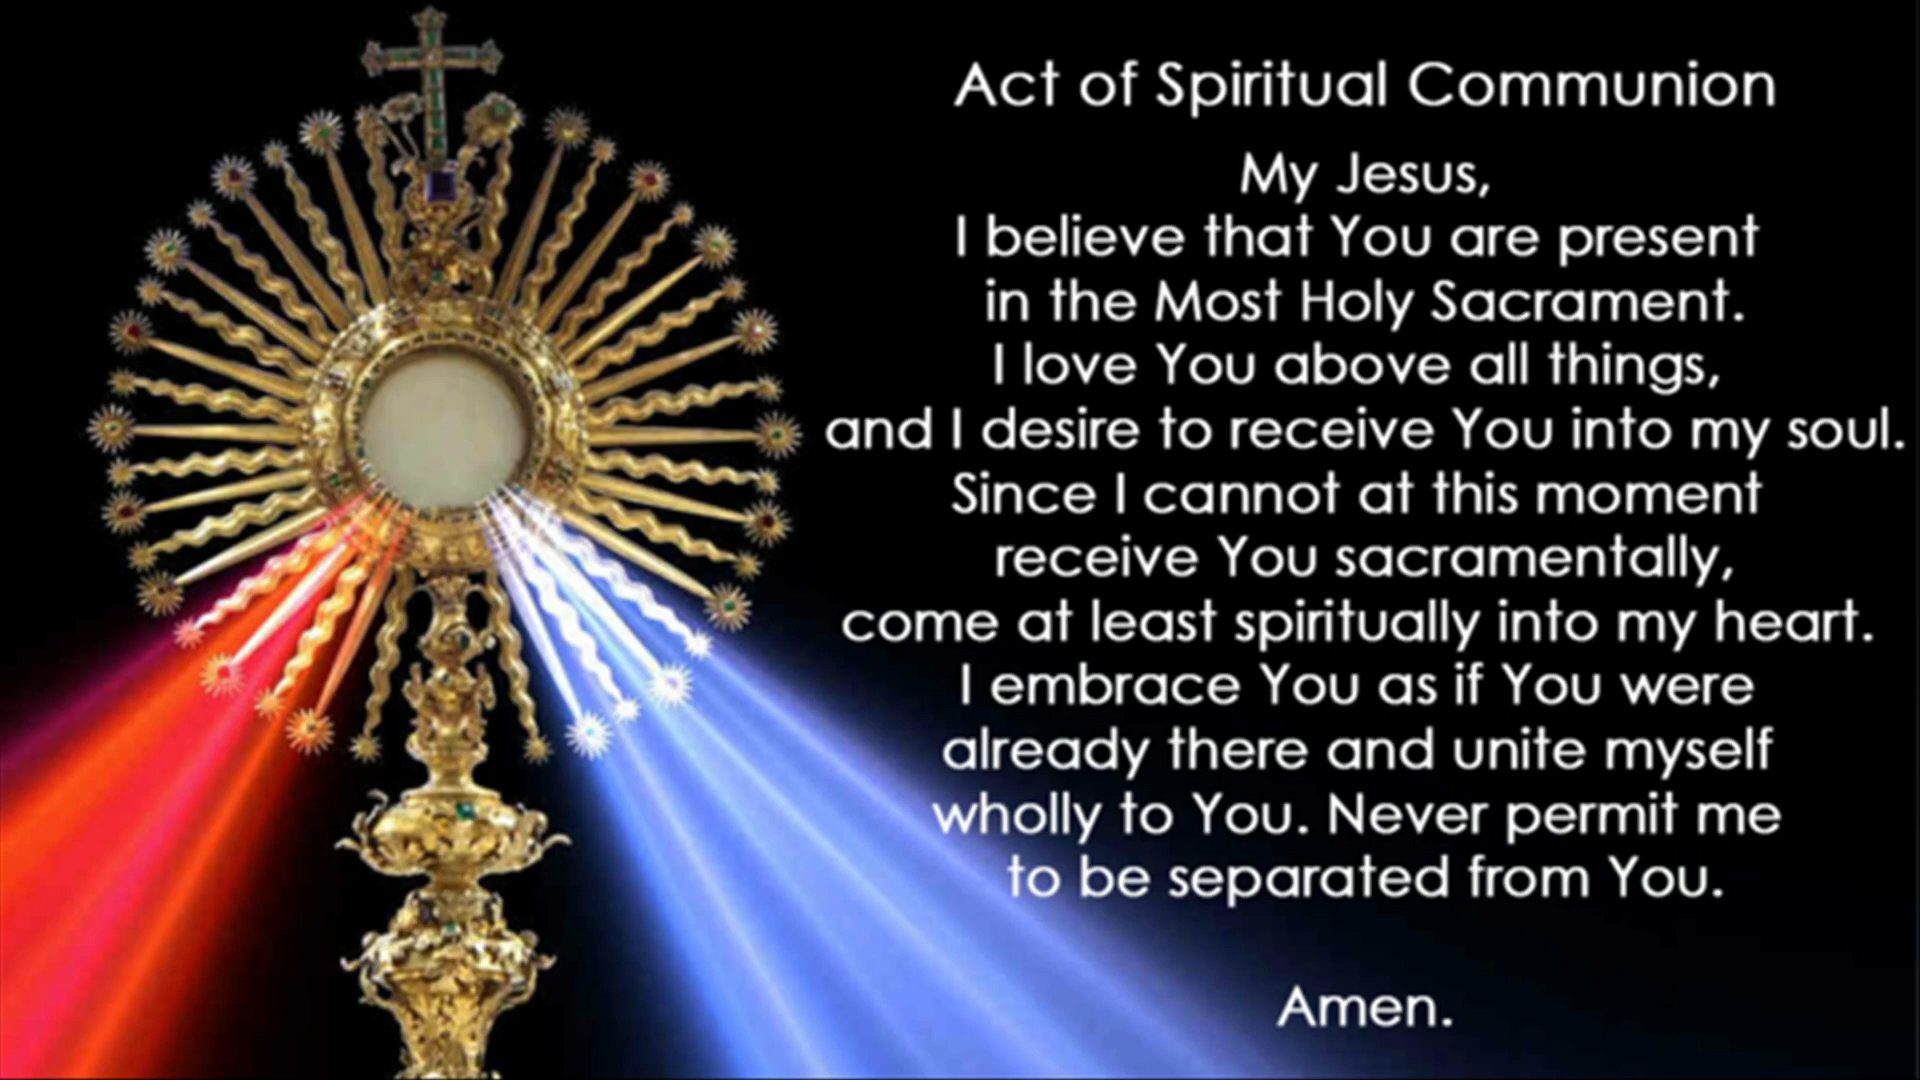 Act of Spiritual Communion
My Jesus,
I believe that You are present
in the Most Holy Sacrament.
I love You above all things,
and I desire to receive You into my soul.
Since I cannot at this moment
receive You sacramentally,
come at least spiritually into my heart.
I embrace You as if You were
already there and unite myself
wholly to You. Never permit me
to be separated from You.
Amen.